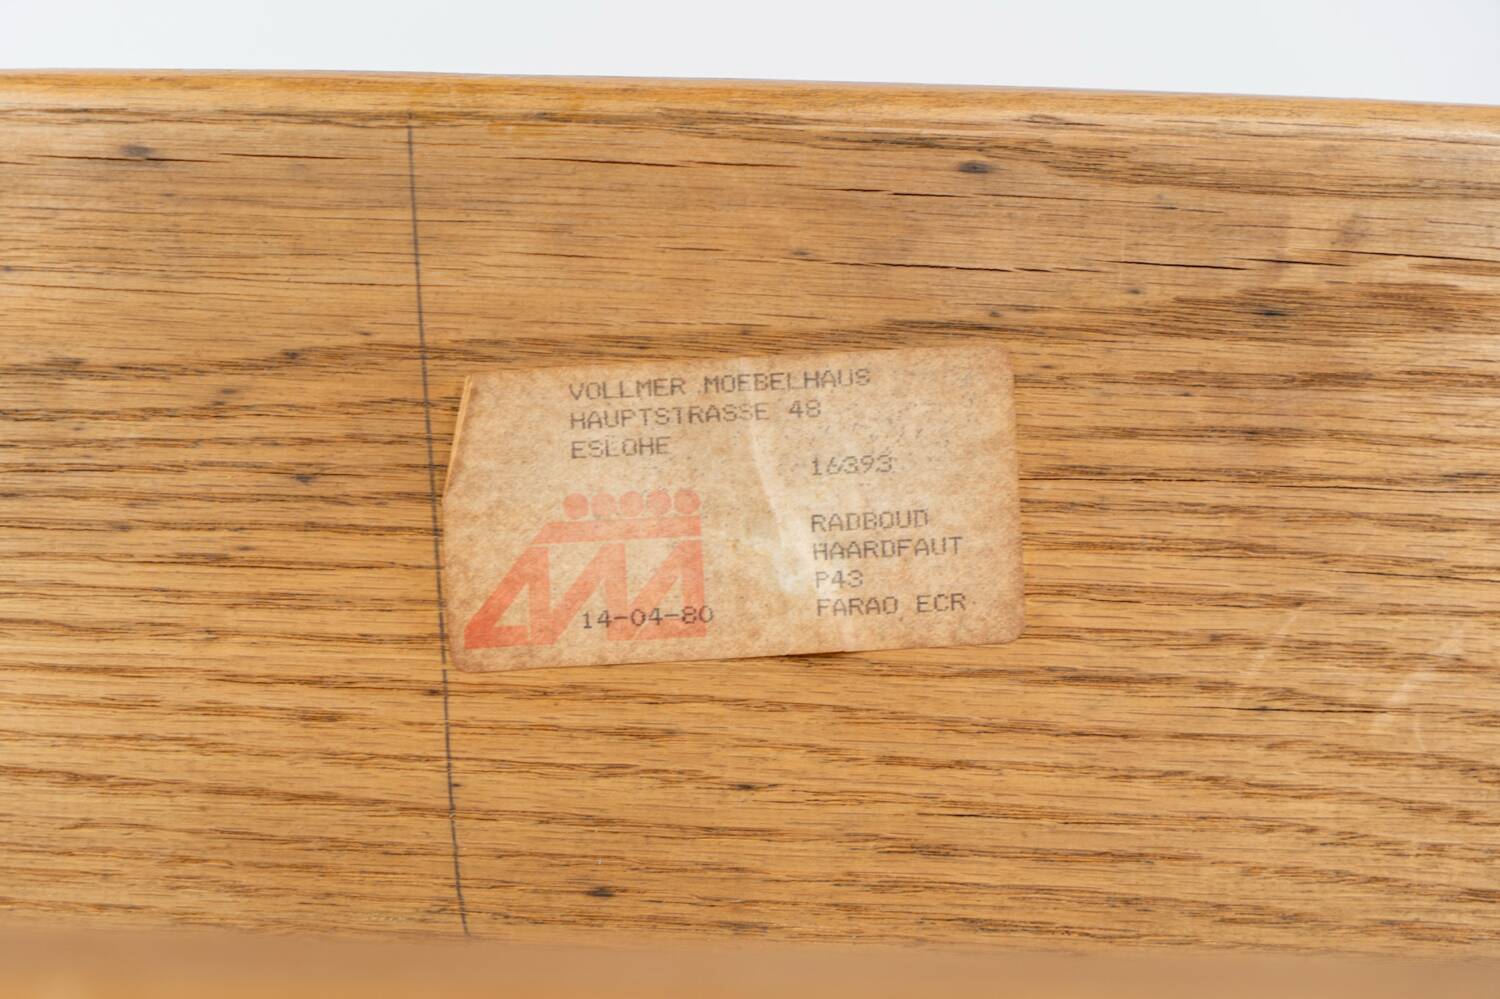 VOLLMER MOEBELHAUS
HAUPTSTRASSE 48
ESLOHE
16393
RADBOUD
HAARDFAUT
P43
FARAO ECR
14-04-80